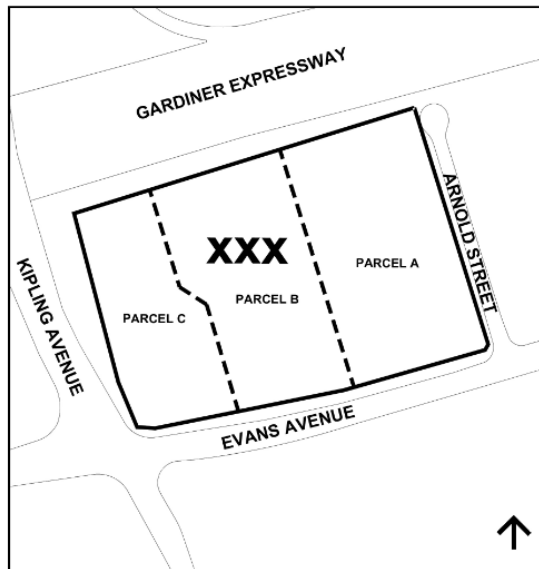 GARDINER EXPRESSWAY
ARNOLD STREET
XXX
KIPLING AVENUE
PARCEL A
PARCEL B
PARCEL C
EVANS AVENUE